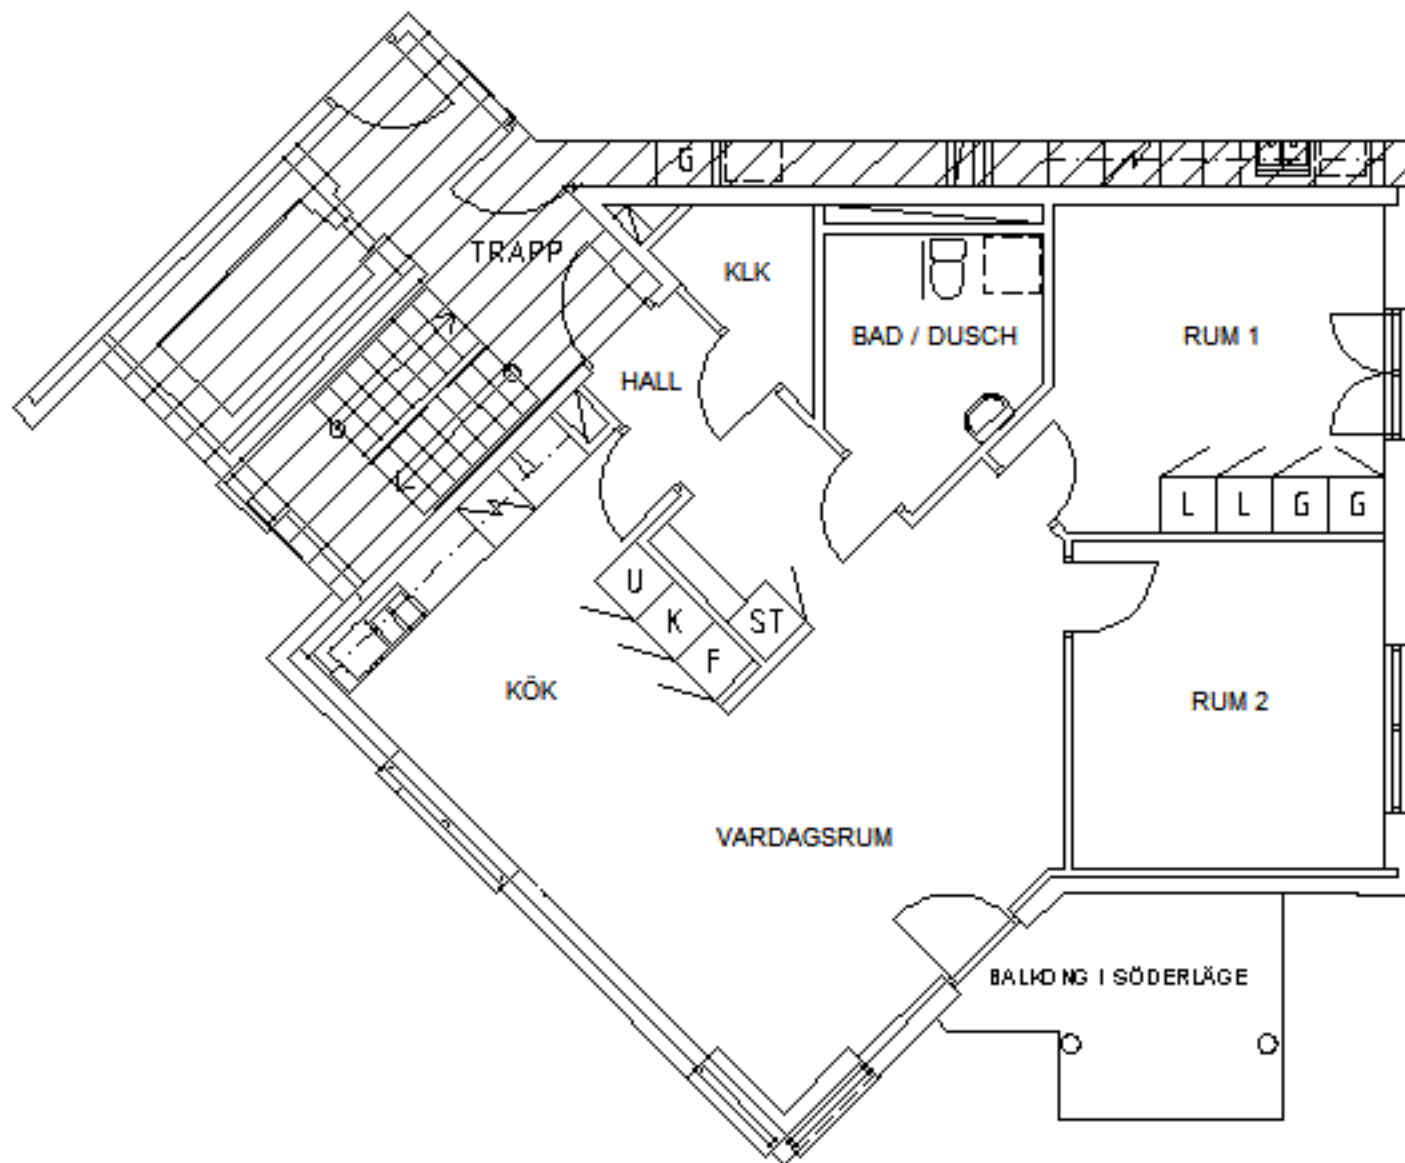 G
TRAPP
KLK
BAD / DUSCH
RUM 1
HALL
L L G G
U
K
F
ST
KÖK
RUM 2
VARDAGSRUM
BALKONG I SÖDERLÄGE